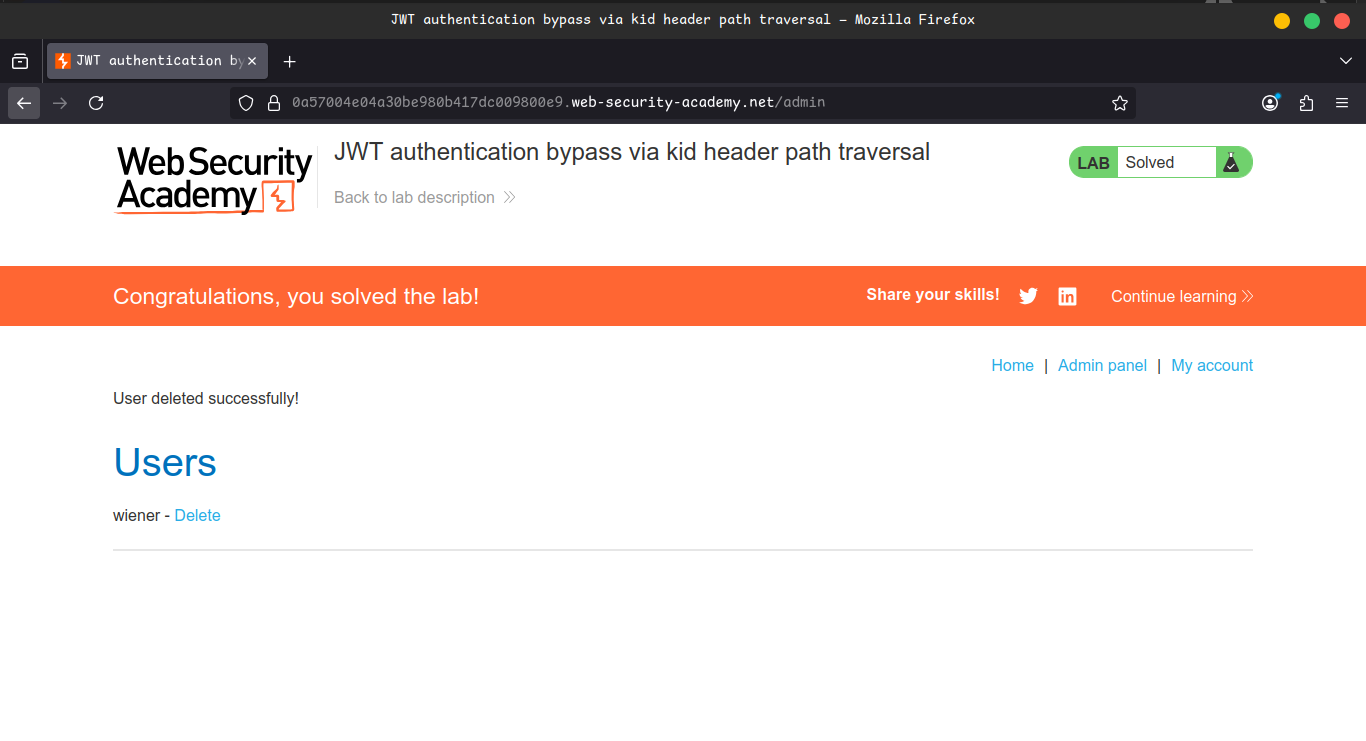 JWT authentication bypass via kid header path traversal — Mozilla Firefox
JWT authentication by
0a57004e04a30be980b417dc009800e9.web-security-academy.net/admin
WebSecurity
Academy
JWT authentication bypass via kid header path traversal
Back to lab description
LAB Solved
Congratulations, you solved the lab!
Share your skills!
Continue learning
Home | Admin panel | My account
User deleted successfully!
Users
wiener - Delete